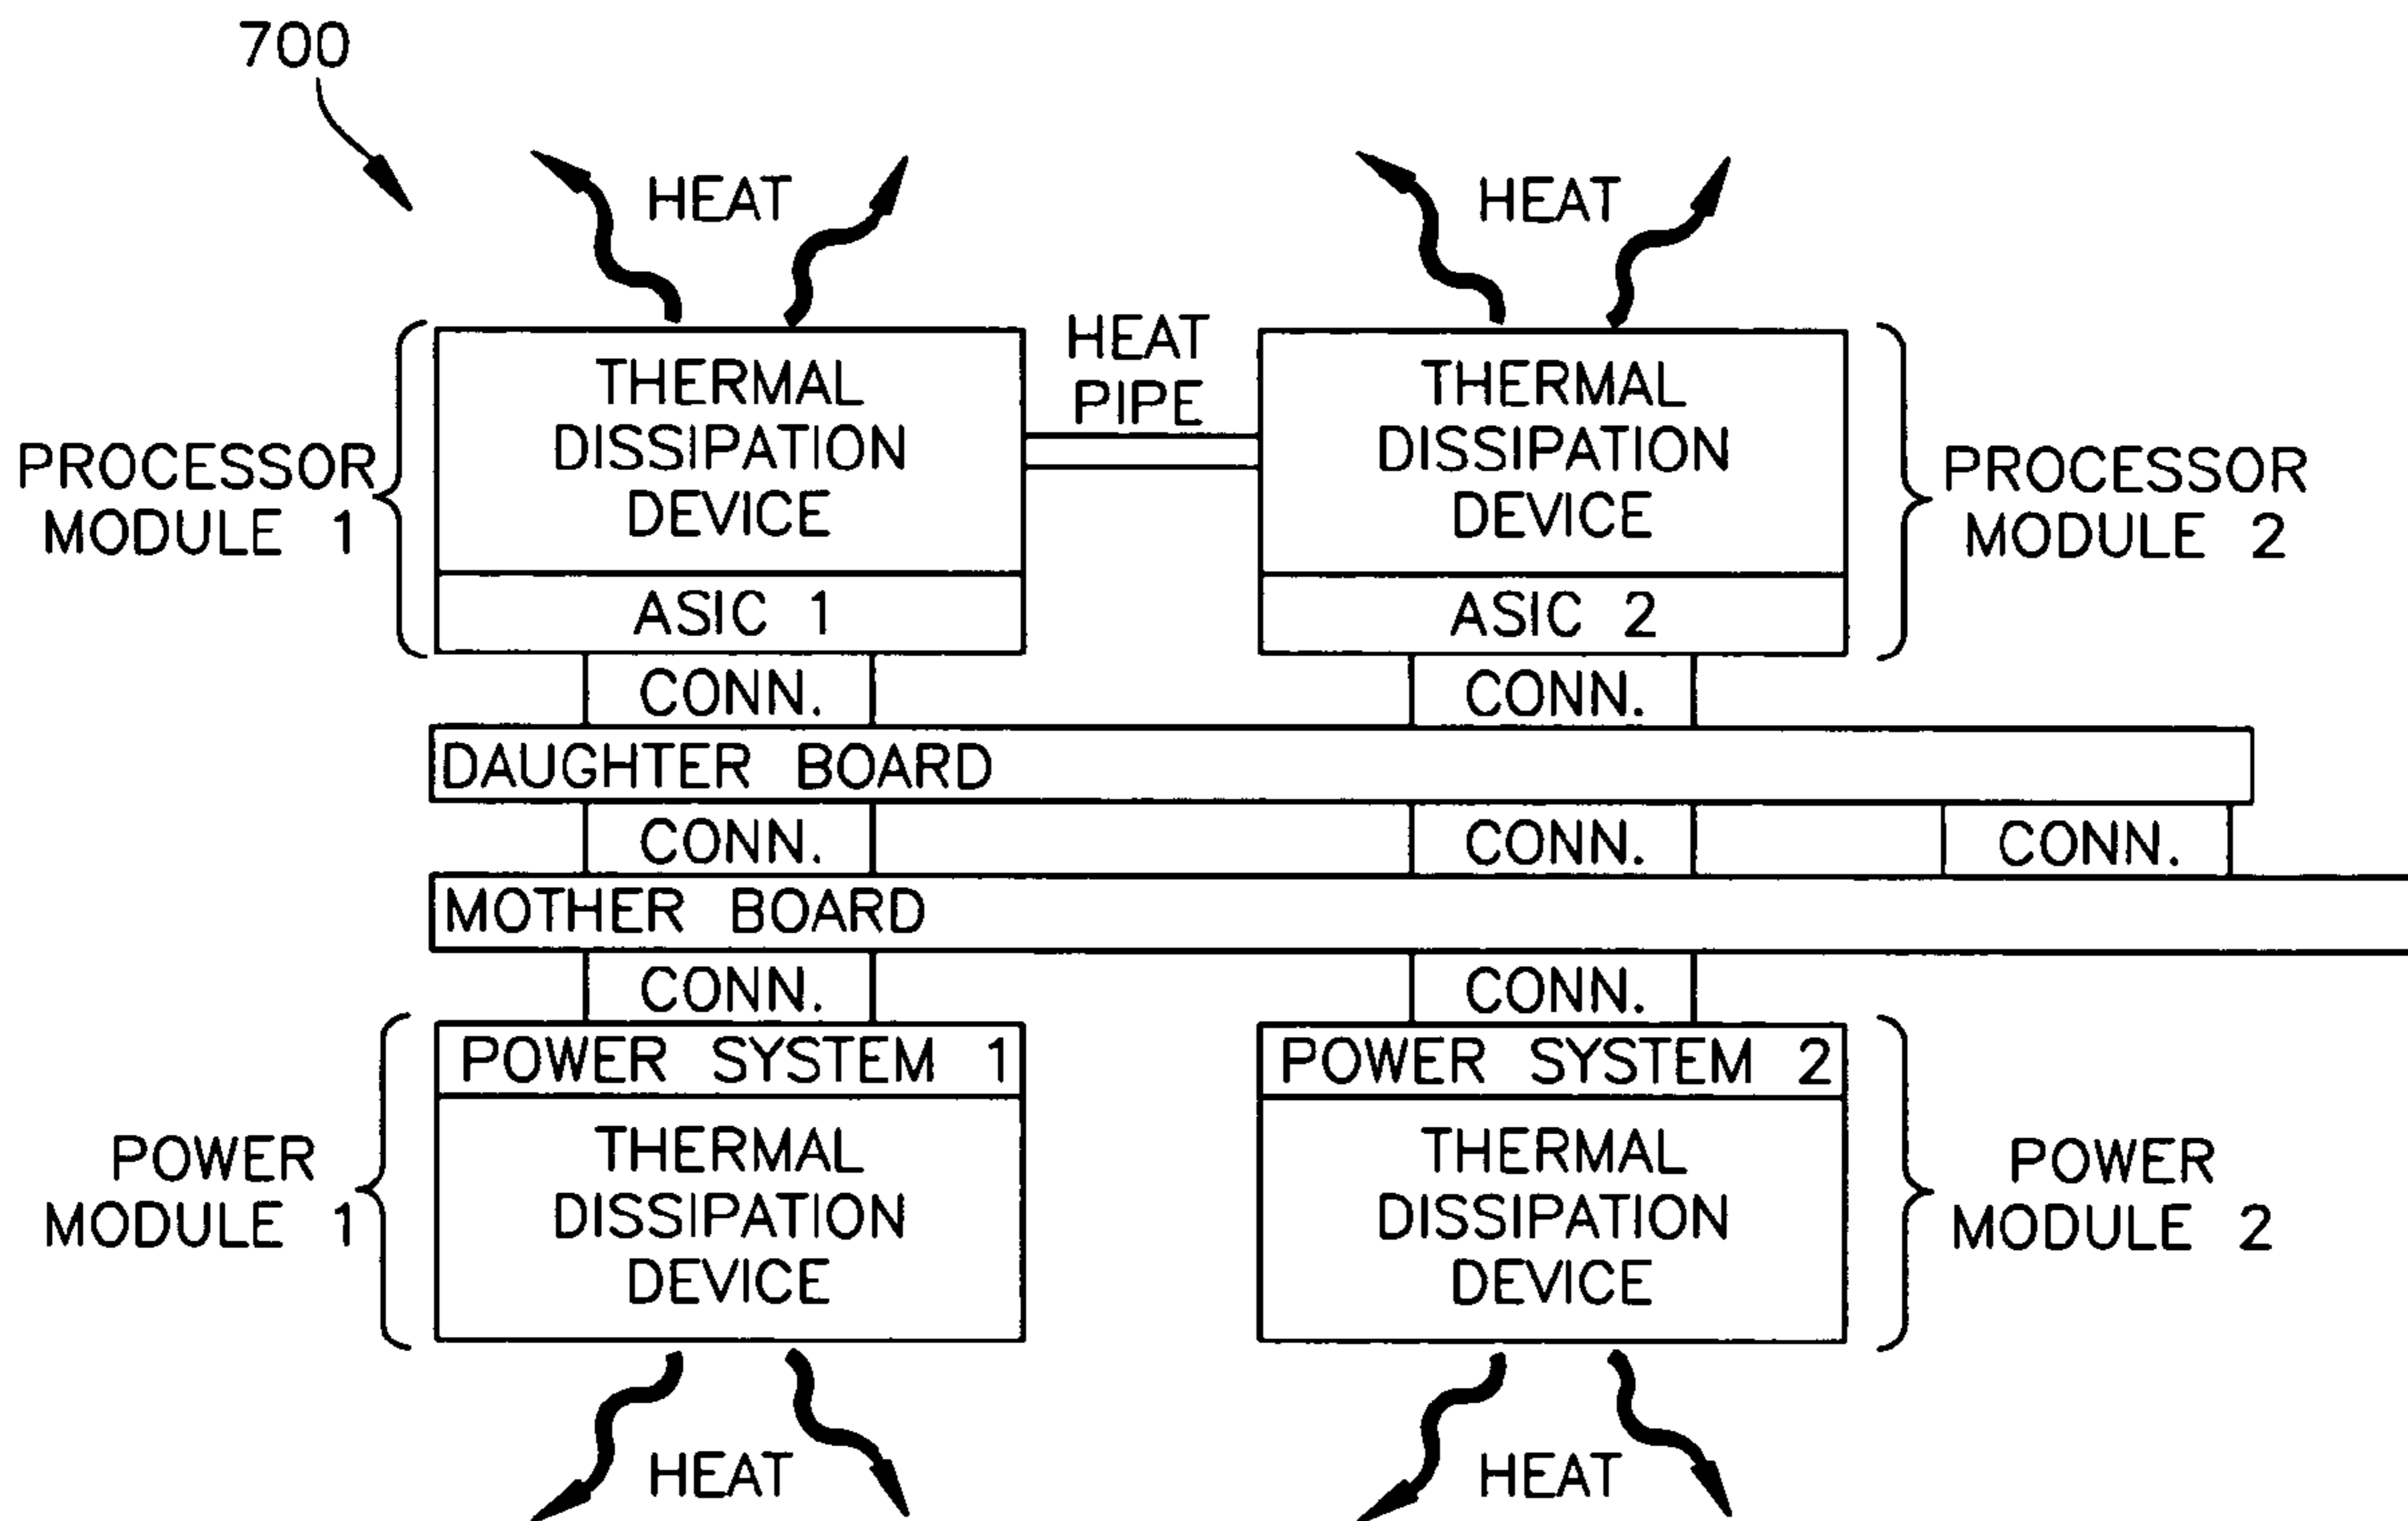 700
HEAT
HEAT
HEAT
PIPE
THERMAL
DISSIPATION
DEVICE
THERMAL
DISSIPATION
DEVICE
PROCESSOR
MODULE 1
PROCESSOR
MODULE 2
ASIC 1
ASIC 2
CONN.
CONN.
DAUGHTER BOARD
CONN.
CONN.
CONN.
MOTHER BOARD
CONN.
CONN.
POWER SYSTEM 1
POWER SYSTEM 2
POWER
MODULE 1
THERMAL
DISSIPATION
DEVICE
THERMAL
DISSIPATION
DEVICE
POWER
MODULE 2
HEAT
HEAT